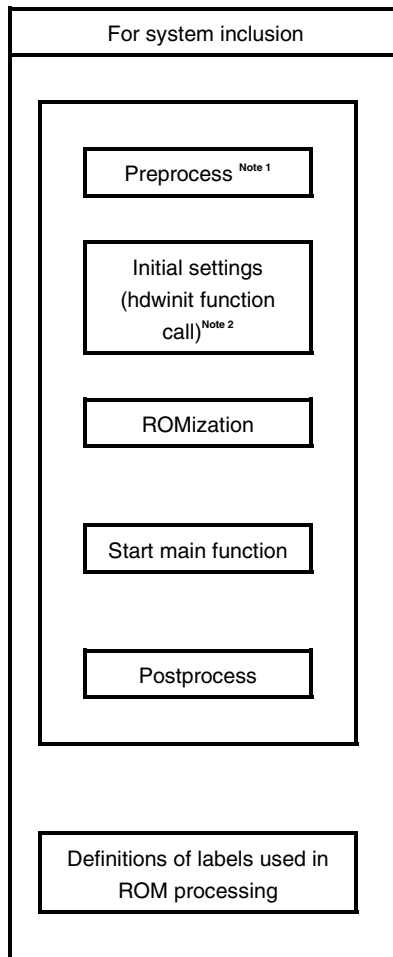 For system inclusion
Preprocess Note 1
Initial settings
(hdwinit function
call)Note 2
ROMization
Start main function
Postprocess
Definitions of labels used in
ROM processing